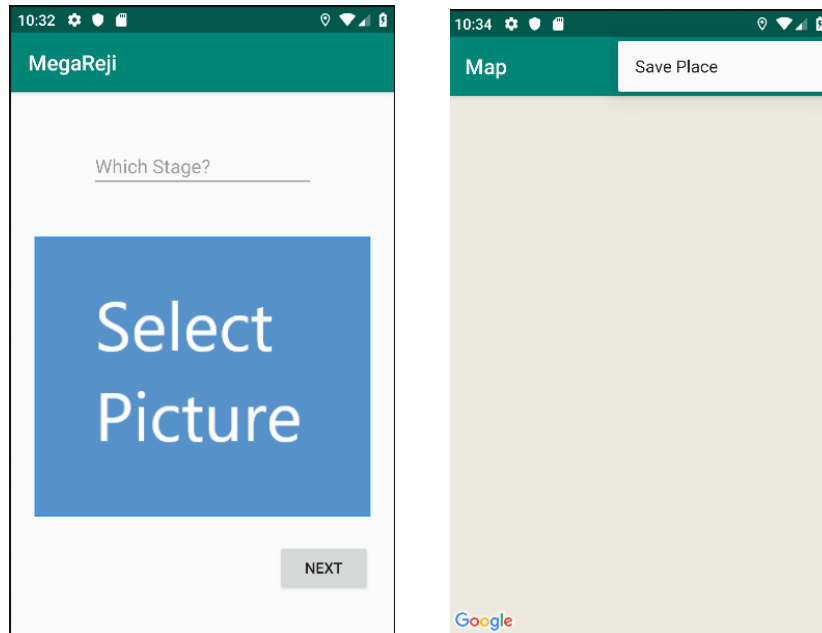 10:32
MegaReji
Which Stage?
Select
Picture
NEXT
10:34
Map
Save Place
Google